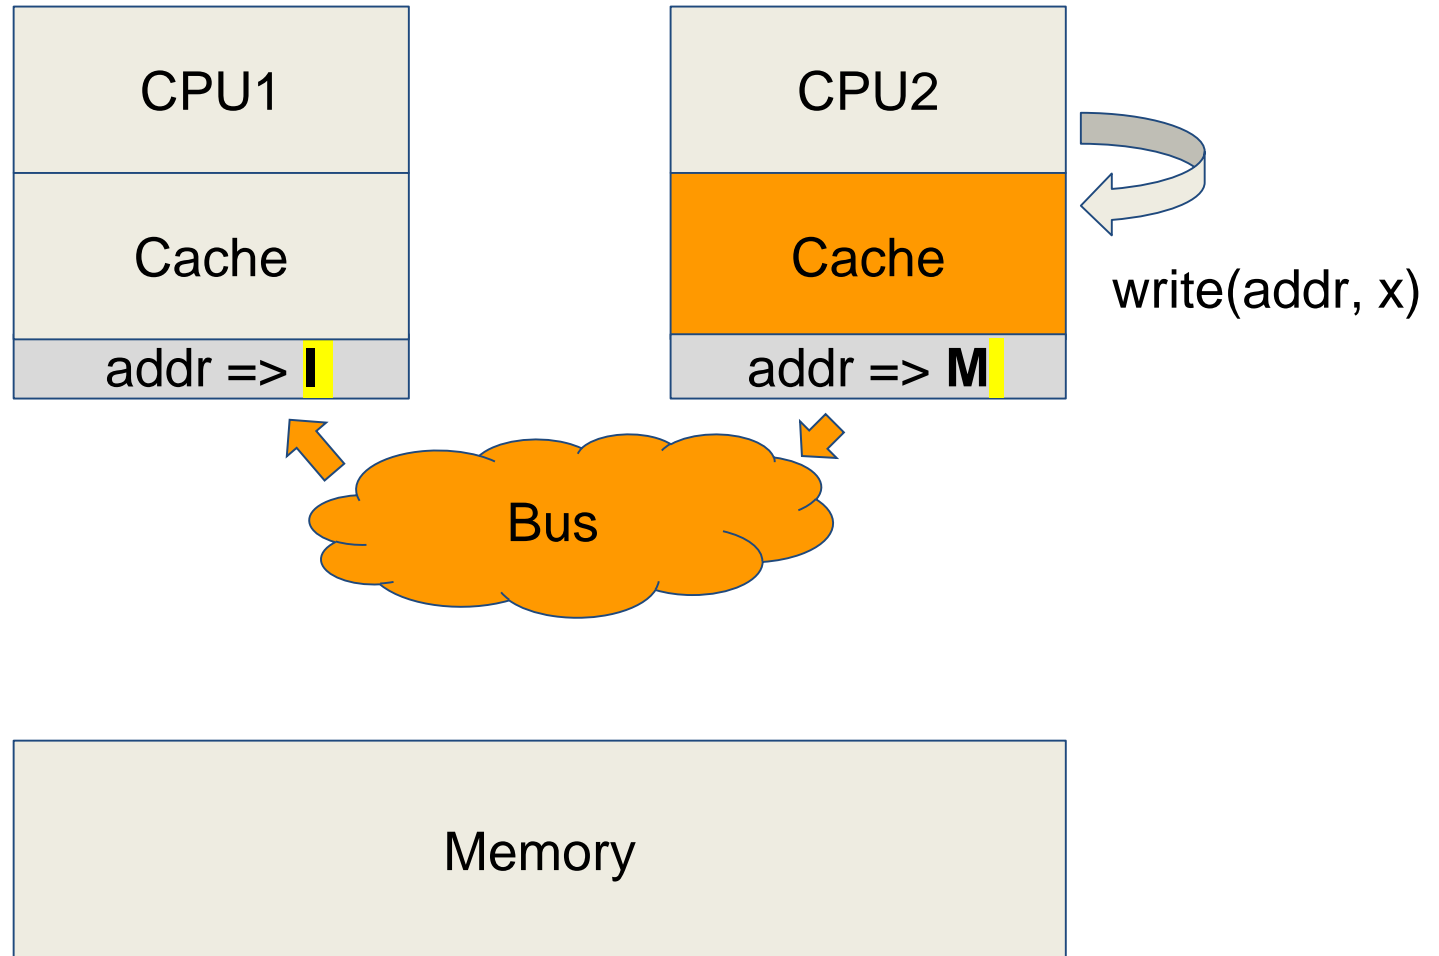 CPU1
CPU2
Cache
Cache
write(addr, x)
addr => I
addr => M
Bus
Memory